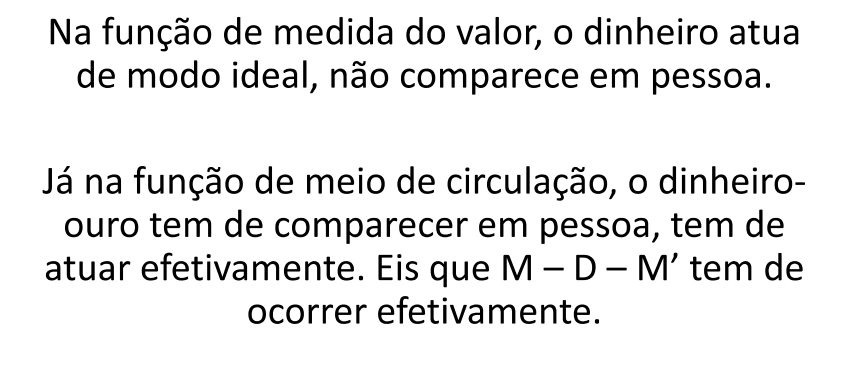 Na função de medida do valor, o dinheiro atua
de modo ideal, não comparece em pessoa.
Já na função de meio de circulação, o dinheiro-
ouro tem de comparecer em pessoa, tem de
atuar efetivamente. Eis que M – D – M’ tem de
ocorrer efetivamente.